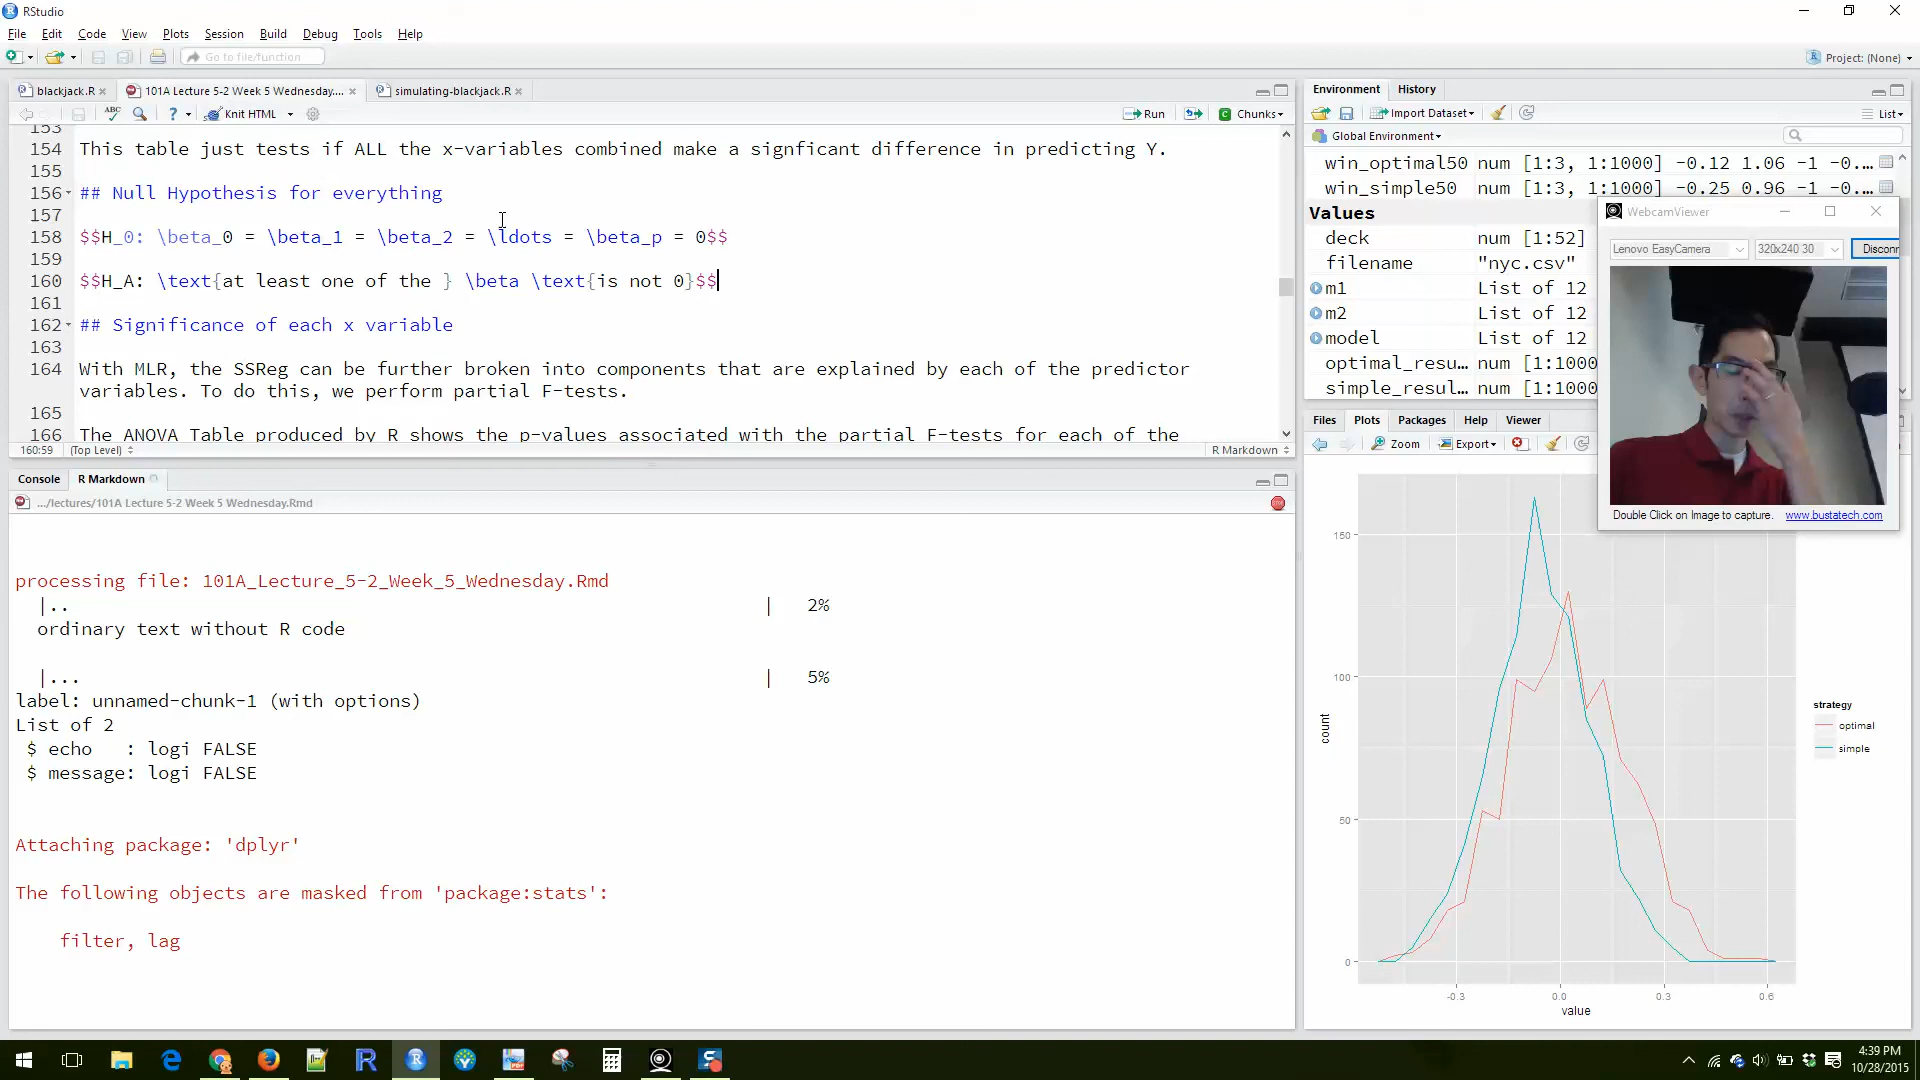 RStudio
File Edit Code View Plots Session Build Debug Tools Help
Go to file/function
Project: (None)
blackjack.R
101A Lecture 5-2 Week 5 Wednesday....
simulating-blackjack.R
ABC
Knit HTML
Run
Chunks
153
154 This table just tests if ALL the x-variables combined make a signficant difference in predicting Y.
155
156 ## Null Hypothesis for everything
157
158 $$H_0: \beta_0 = \beta_1 = \beta_2 = \ldots = \beta_p = 0$$
159
160 $$H_A: \text{at least one of the } \beta \text{is not 0}$$
161
162 ## Significance of each x variable
163
164 With MLR, the SSReg can be further broken into components that are explained by each of the predictor
variables. To do this, we perform partial F-tests.
165
166 The ANOVA Table produced by R shows the p-values associated with the partial F-tests for each of the
160:59 (Top Level) R Markdown
Console R Markdown
.../lectures/101A Lecture 5-2 Week 5 Wednesday.Rmd
processing file: 101A_Lecture_5-2_Week_5_Wednesday.Rmd
|.. | 2%
ordinary text without R code
|... | 5%
label: unnamed-chunk-1 (with options)
List of 2
$ echo : logi FALSE
$ message: logi FALSE
Attaching package: 'dplyr'
The following objects are masked from 'package:stats':
filter, lag
Environment History
Import Dataset
List
Global Environment
win_optimal50 num [1:3, 1:1000] -0.12 1.06 -1 -0....
win_simple50 num [1:3, 1:1000] -0.25 0.96 -1 -0....
Values
deck num [1:52]
filename "nyc.csv"
m1 List of 12
m2 List of 12
model List of 12
optimal_resu... num [1:1000
simple_resul... num [1:1000
WebcamViewer
Lenovo EasyCamera 320x240 30 Disconn
Double Click on Image to capture. www.bustatech.com
Files Plots Packages Help Viewer
Zoom Export
150
100
50
0
count
-0.3 0.0 0.3 0.6
value
strategy
optimal
simple
4:39 PM
10/28/2015